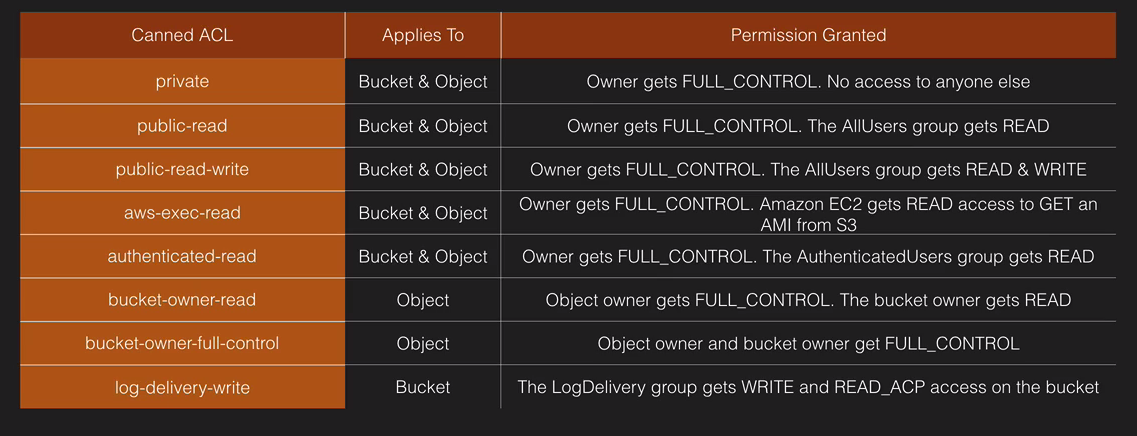 Canned ACL Applies To Permission Granted
private Bucket & Object Owner gets FULL_CONTROL. No access to anyone else
public-read Bucket & Object Owner gets FULL_CONTROL. The AllUsers group gets READ
public-read-write Bucket & Object Owner gets FULL_CONTROL. The AllUsers group gets READ & WRITE
aws-exec-read Bucket & Object Owner gets FULL_CONTROL. Amazon EC2 gets READ access to GET an
AMI from S3
authenticated-read Bucket & Object Owner gets FULL_CONTROL. The AuthenticatedUsers group gets READ
bucket-owner-read Object Object owner gets FULL_CONTROL. The bucket owner gets READ
bucket-owner-full-control Object Object owner and bucket owner get FULL_CONTROL
log-delivery-write Bucket The LogDelivery group gets WRITE and READ_ACP access on the bucket